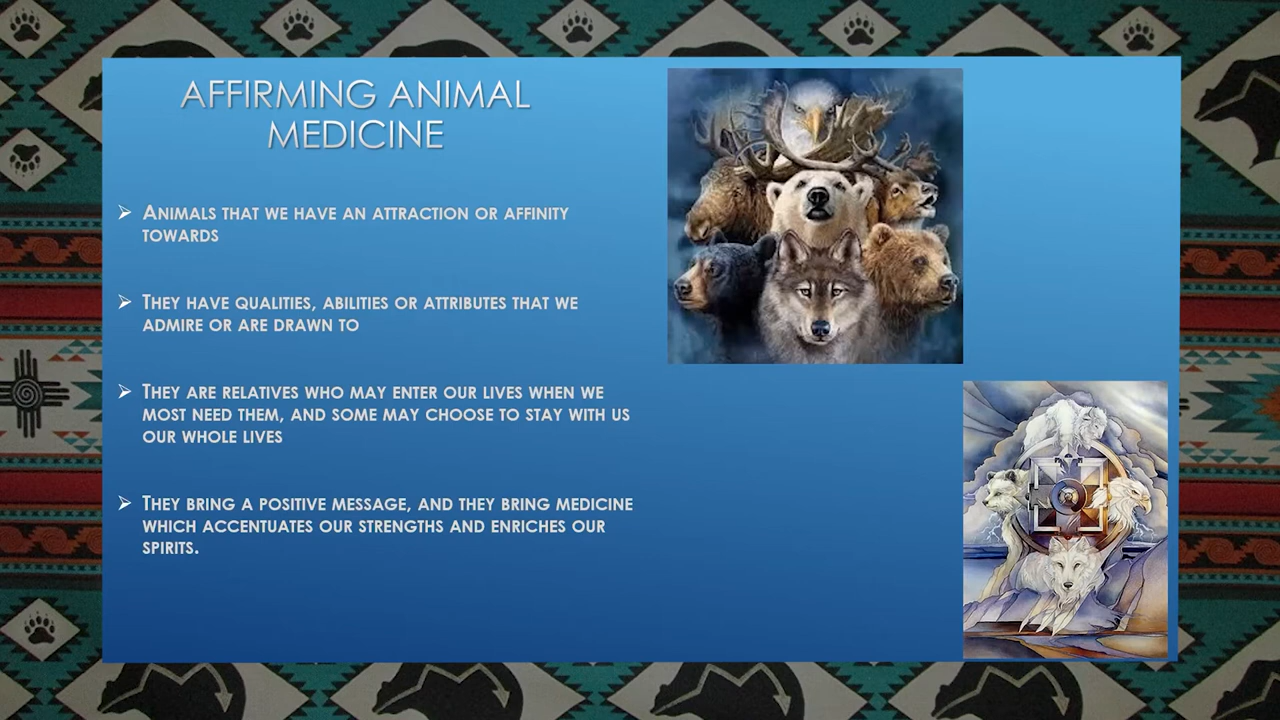 AFFIRMING ANIMAL
MEDICINE
ANIMALS THAT WE HAVE AN ATTRACTION OR AFFINITY
TOWARDS
THEY HAVE QUALITIES, ABILITIES OR ATTRIBUTES THAT WE
ADMIRE OR ARE DRAWN TO
THEY ARE RELATIVES WHO MAY ENTER OUR LIVES WHEN WE
MOST NEED THEM, AND SOME MAY CHOOSE TO STAY WITH US
OUR WHOLE LIVES
THEY BRING A POSITIVE MESSAGE, AND THEY BRING MEDICINE
WHICH ACCENTUATES OUR STRENGTHS AND ENRICHES OUR
SPIRITS.